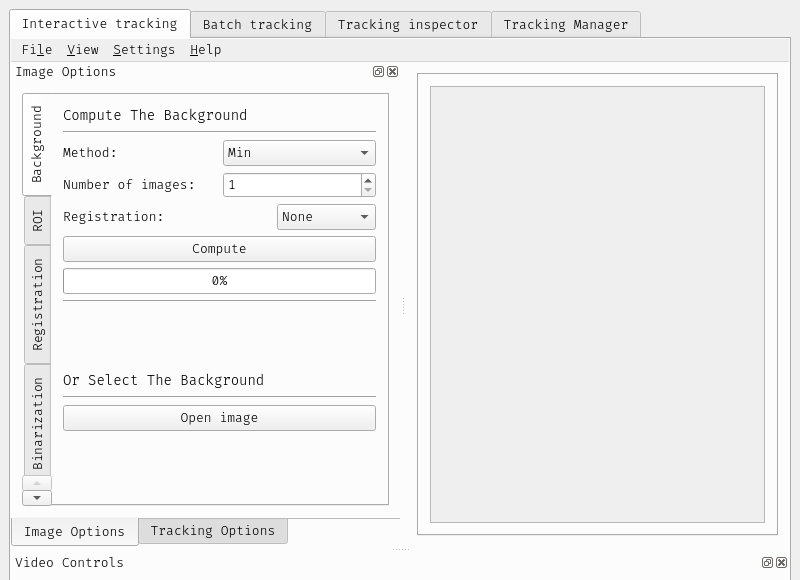 Interactive tracking Batch tracking Tracking inspector Tracking Manager
File View Settings Help
Image Options
Background
ROI
Registration
Binarization
Compute The Background
Method: Min
Number of images: 1
Registration: None
Compute
0%
Or Select The Background
Open image
Image Options Tracking Options
Video Controls